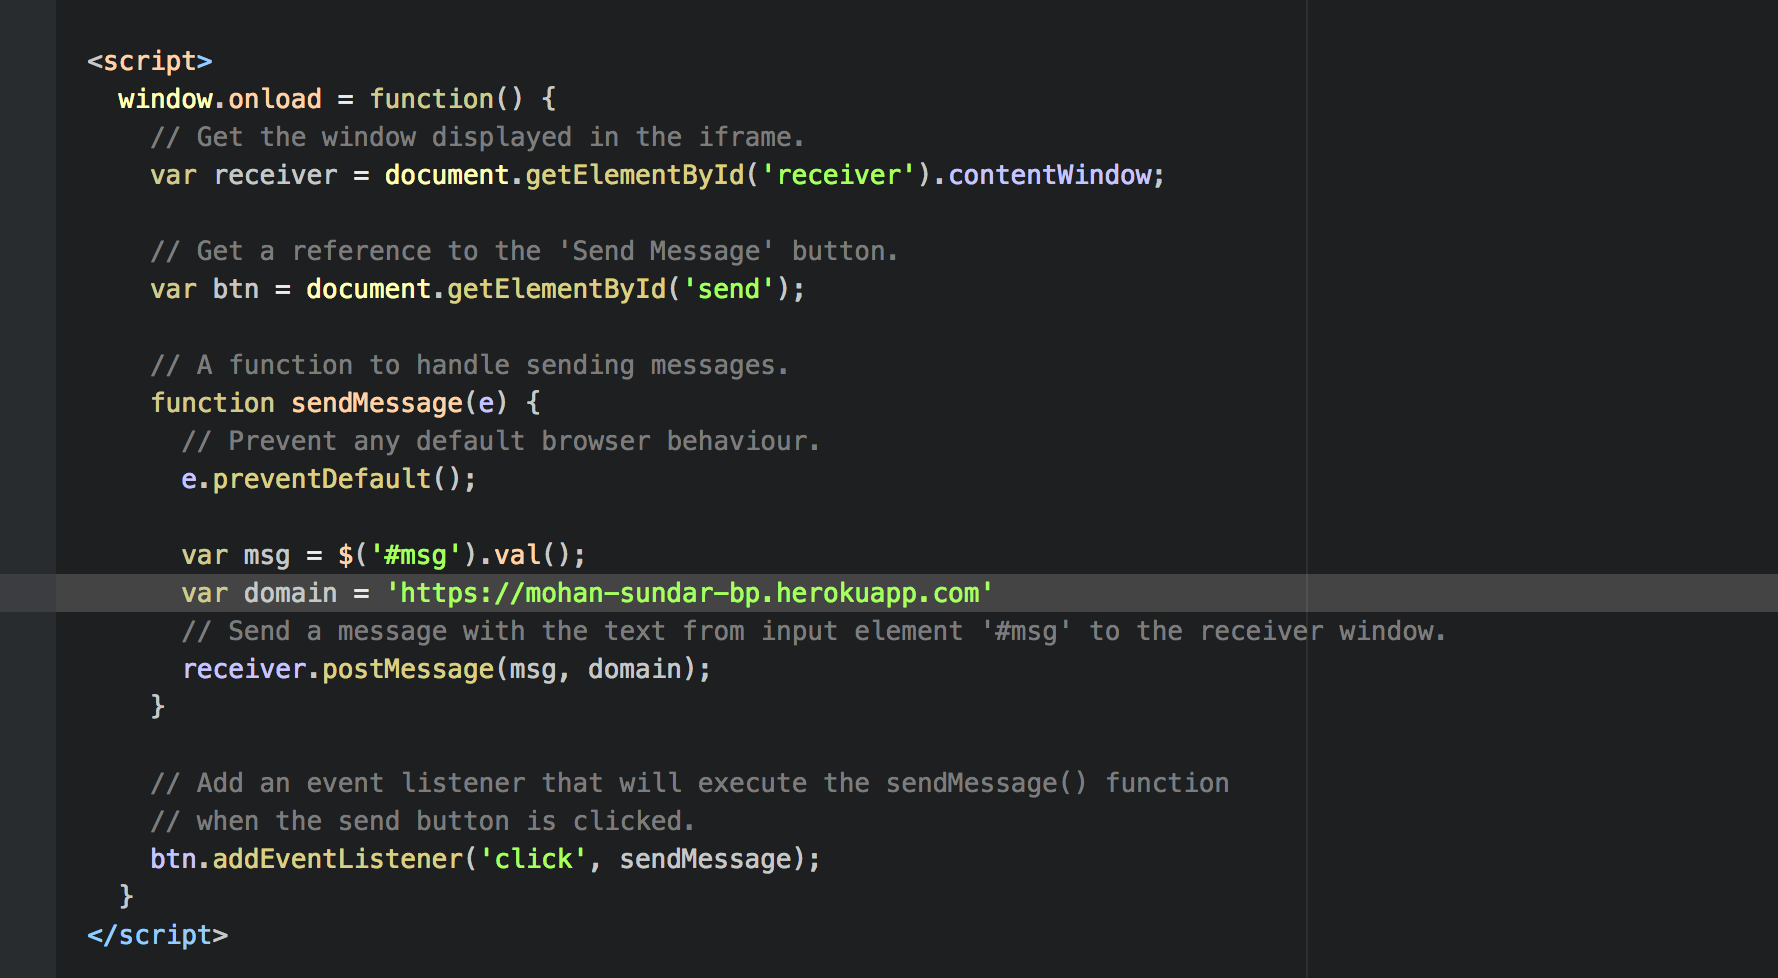 <script>
window.onload = function() {
// Get the window displayed in the iframe.
var receiver = document.getElementById('receiver').contentWindow;
// Get a reference to the 'Send Message' button.
var btn = document.getElementById('send');
// A function to handle sending messages.
function sendMessage(e) {
// Prevent any default browser behaviour.
e.preventDefault();
var msg = $('#msg').val();
var domain = 'https://mohan-sundar-bp.herokuapp.com'
// Send a message with the text from input element '#msg' to the receiver window.
receiver.postMessage(msg, domain);
}
// Add an event listener that will execute the sendMessage() function
// when the send button is clicked.
btn.addEventListener('click', sendMessage);
}
</script>